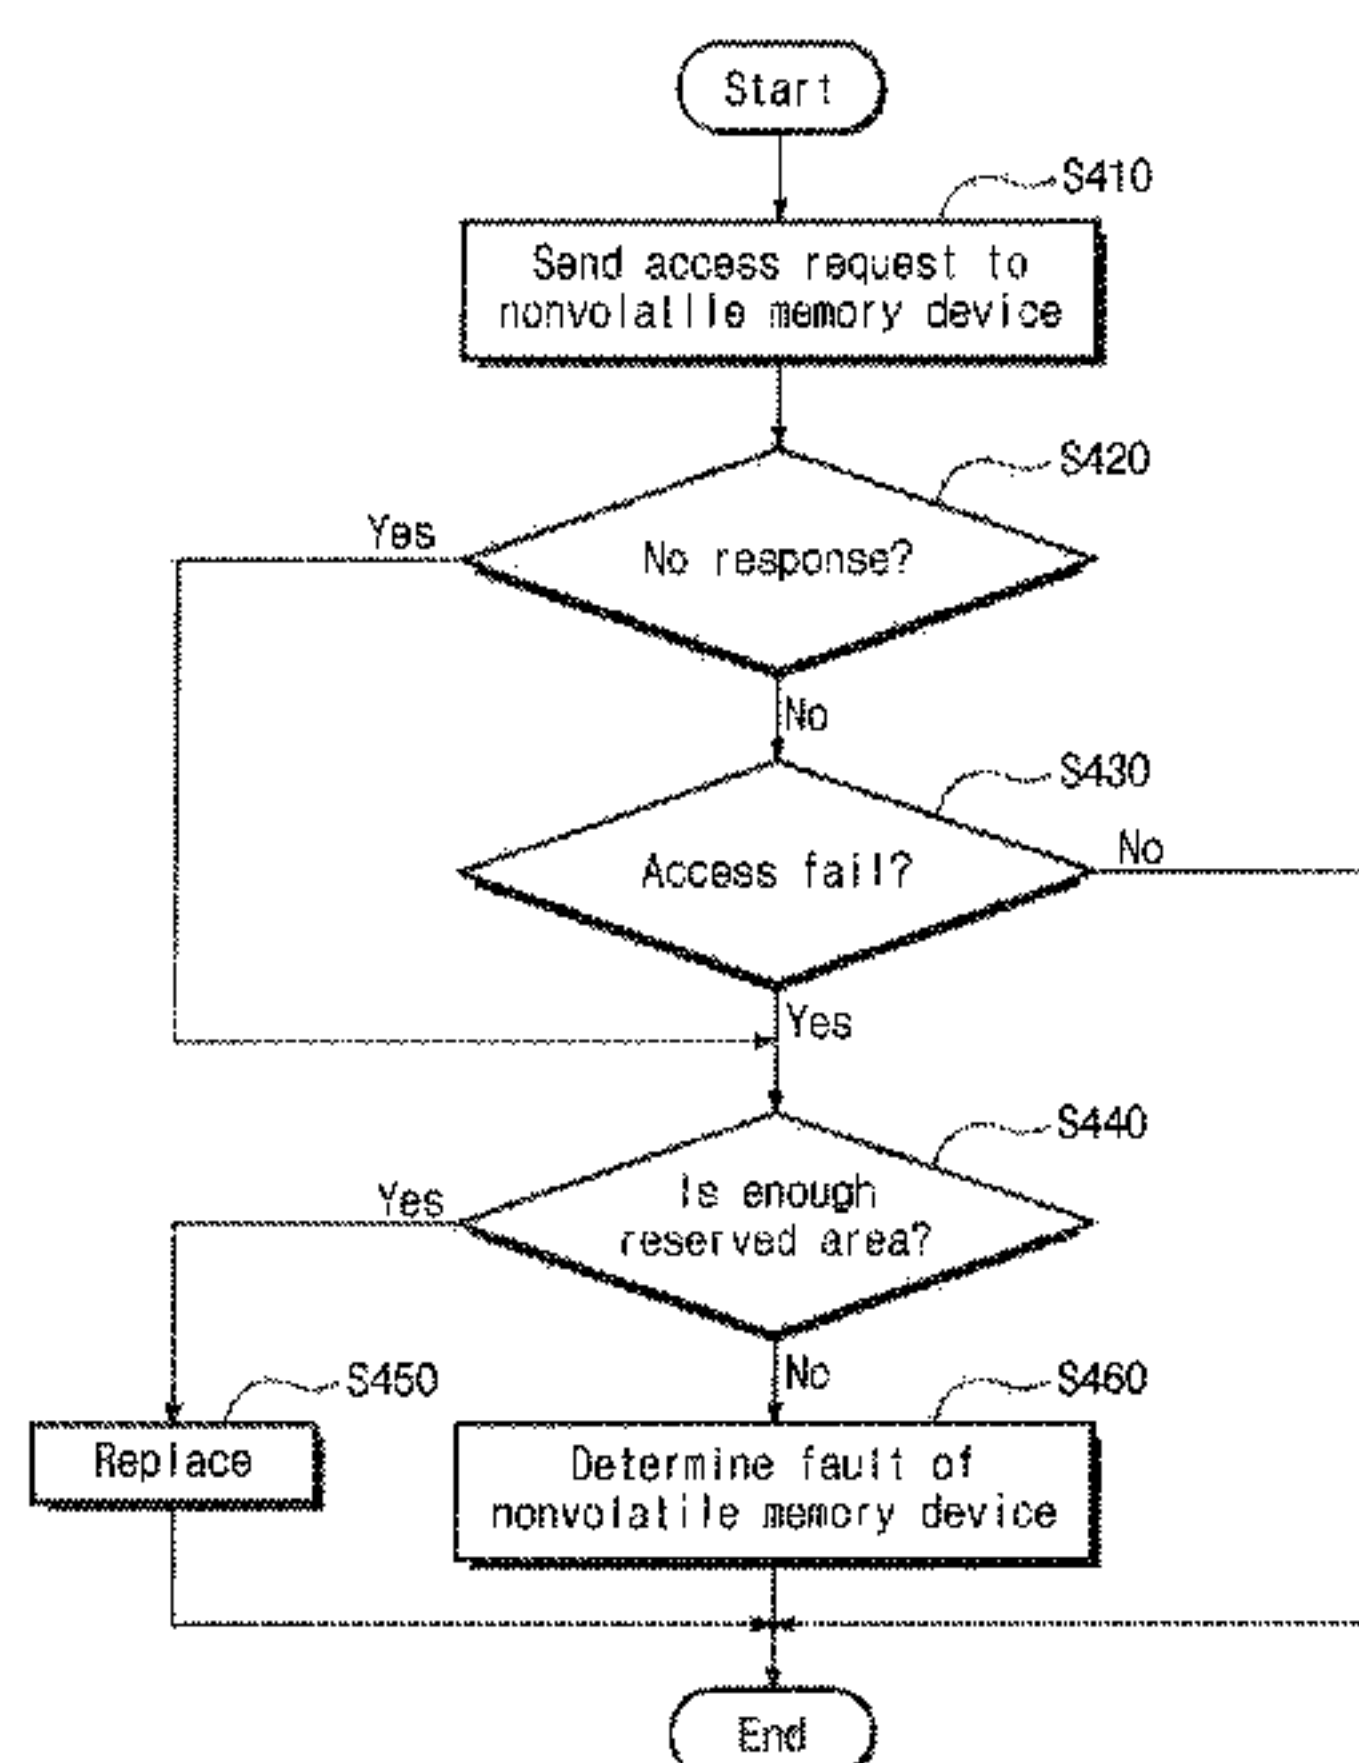 Start
S410
Send access request to
nonvolatile memory device
S420
Yes
No response?
No
S430
No
Access fail?
Yes
S440
Yes
Is enough
reserved area?
No
S450
S460
Replace
Determine fault of
nonvolatile memory device
End